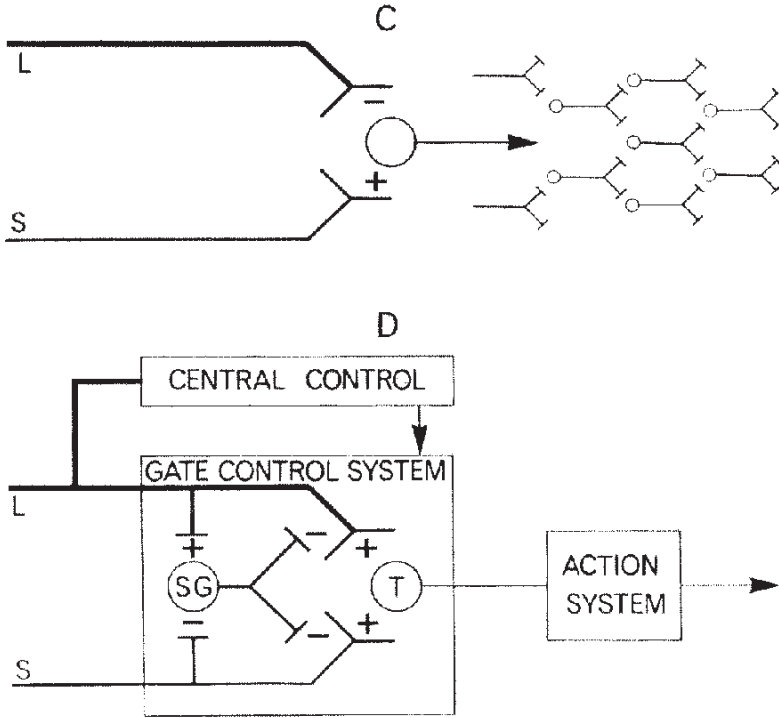 C
L
−
+
S
D
CENTRAL CONTROL
GATE CONTROL SYSTEM
L
+
−
+
SG
T
−
−
+
S
ACTION
SYSTEM